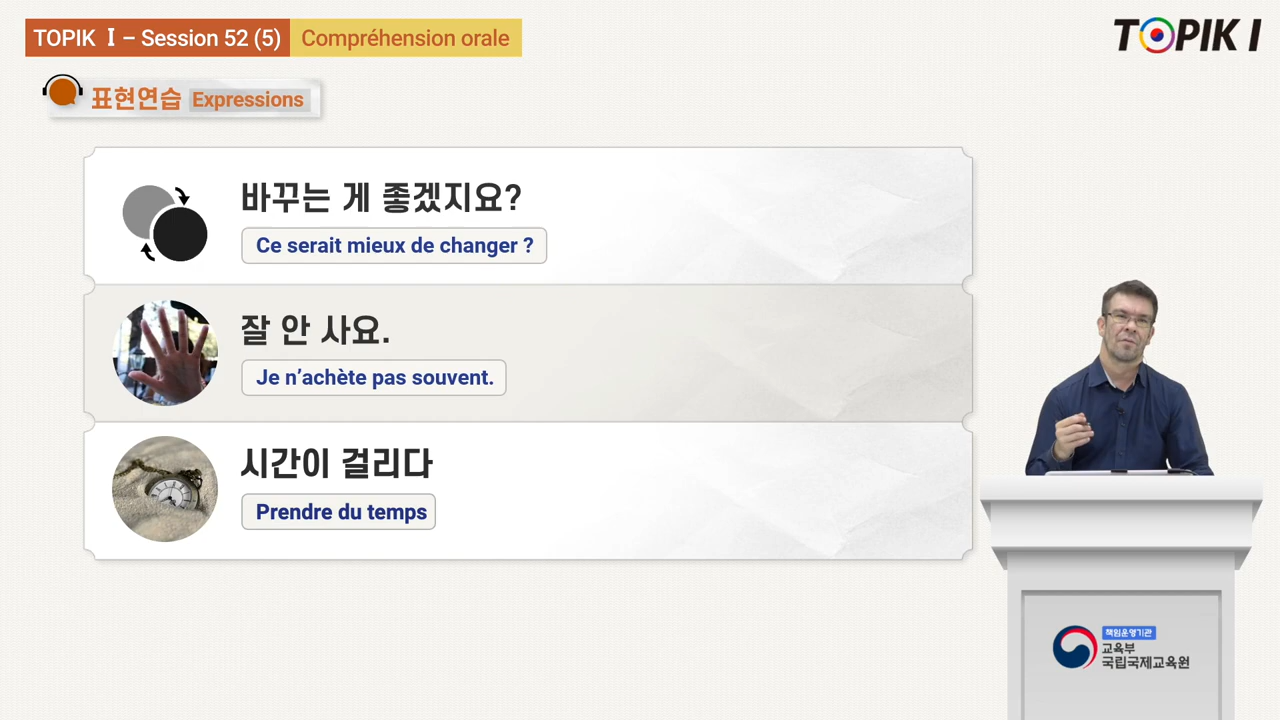 TOPIK Ⅰ – Session 52 (5) Compréhension orale
TOPIK I
표현연습 Expressions
바꾸는 게 좋겠지요?
Ce serait mieux de changer ?
잘 안 사요.
Je n’achète pas souvent.
시간이 걸리다
Prendre du temps
책임운영기관
교육부
국립국제교육원